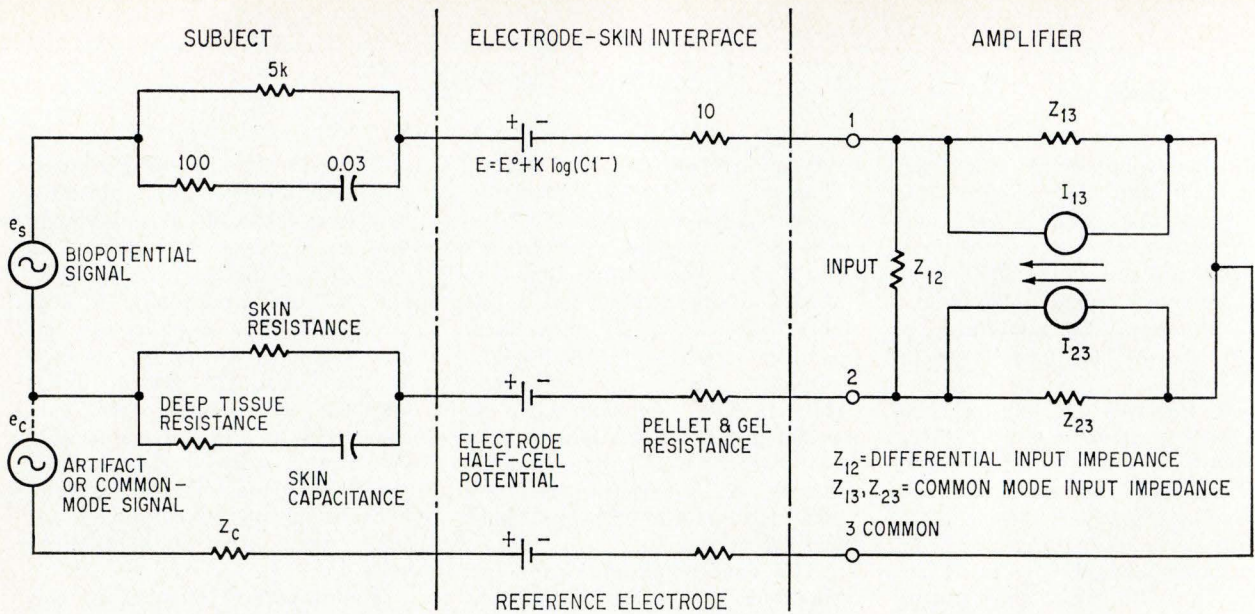 SUBJECT
ELECTRODE-SKIN INTERFACE
AMPLIFIER
5k
100
0.03
+ -
E=E°+K log(Cl⁻)
10
1
Z₁₃
I₁₃
INPUT
Z₁₂
I₂₃
Z₂₃
eₛ
BIOPOTENTIAL
SIGNAL
SKIN
RESISTANCE
DEEP TISSUE
RESISTANCE
SKIN
CAPACITANCE
+ -
ELECTRODE
HALF-CELL
POTENTIAL
PELLET & GEL
RESISTANCE
2
e_c
ARTIFACT
OR COMMON-
MODE SIGNAL
Z_C
+ -
REFERENCE ELECTRODE
Z₁₂=DIFFERENTIAL INPUT IMPEDANCE
Z₁₃,Z₂₃=COMMON MODE INPUT IMPEDANCE
3 COMMON